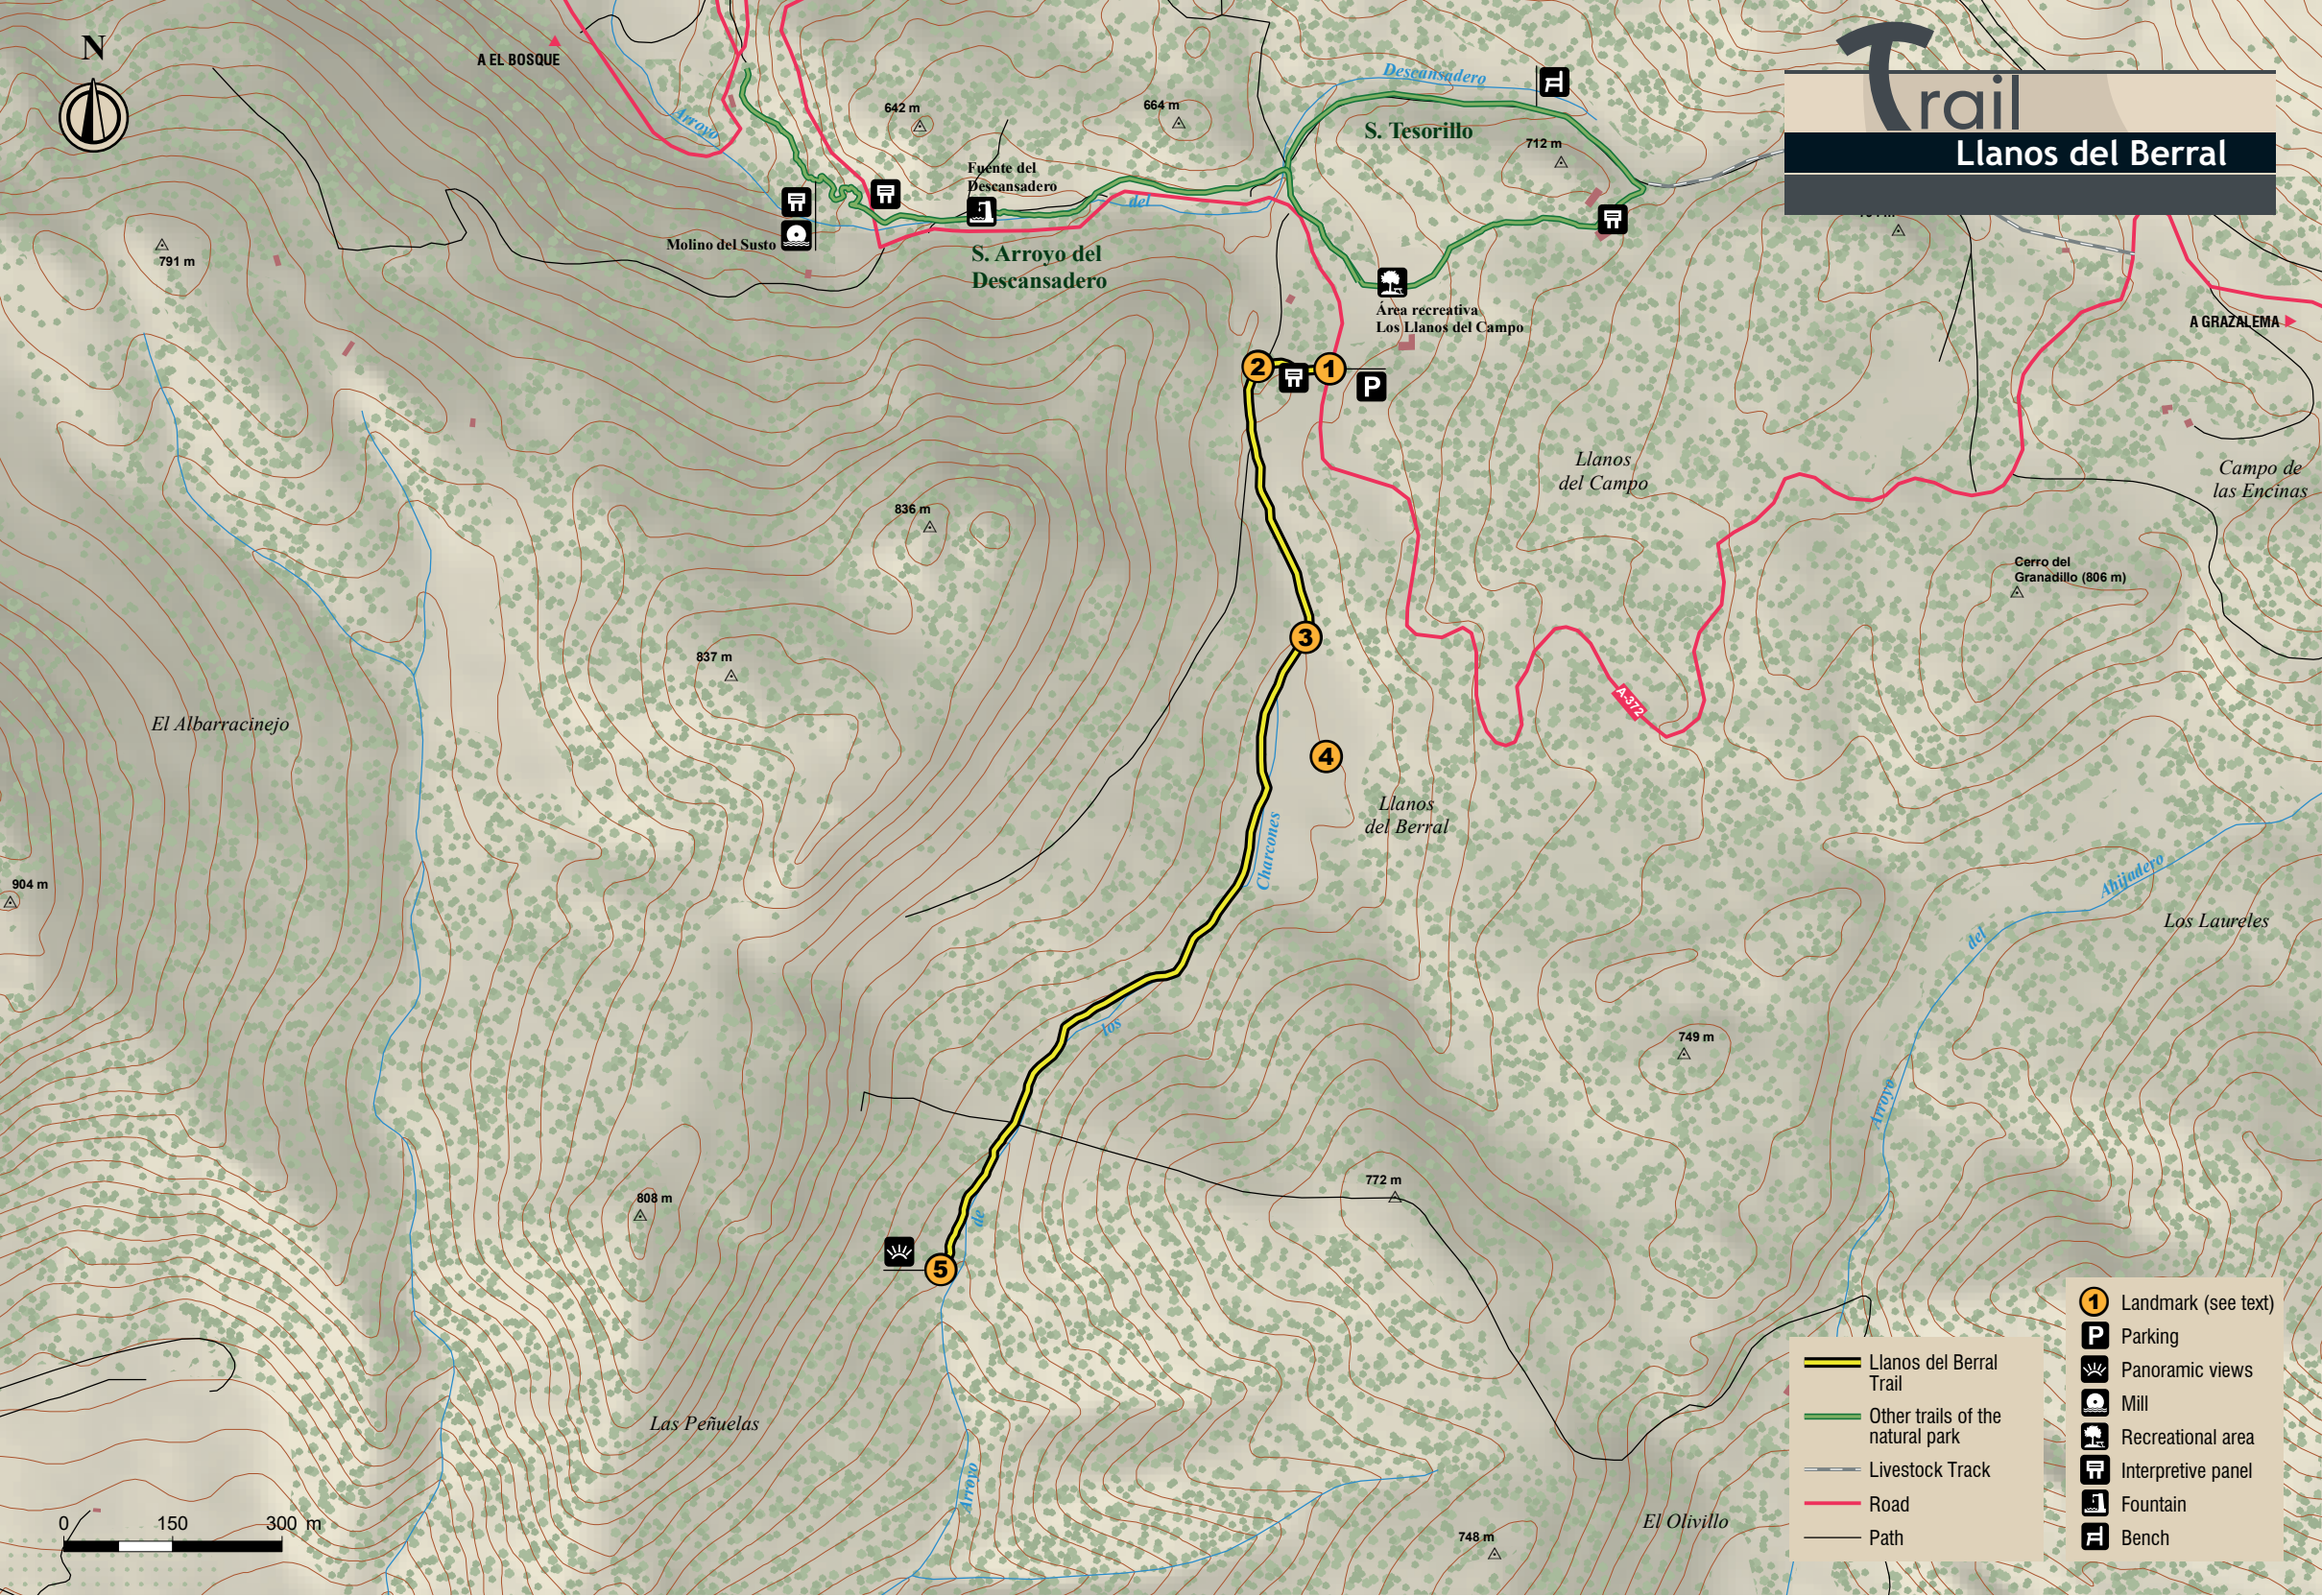 N
A EL BOSQUE
Trail
Llanos del Berral
Descansadero
S. Tesorillo
712 m
642 m
664 m
Arroyo
Fuente del
Descansadero
del
Molino del Susto
S. Arroyo del
Descansadero
791 m
Área recreativa
Los Llanos del Campo
A GRAZALEMA
2
1
P
Llanos
del Campo
Campo de
las Encinas
836 m
Cerro del
Granadillo (806 m)
3
837 m
A-372
El Albarracinejo
4
Llanos
del Berral
Charcones
904 m
Ahijadero
Los Laureles
del
los
749 m
Arroyo
772 m
808 m
de
5
Las Peñuelas
Arroyo
El Olivillo
748 m
0 150 300 m
Llanos del Berral
Trail
Other trails of the
natural park
Livestock Track
Road
Path
1 Landmark (see text)
P Parking
Panoramic views
Mill
Recreational area
Interpretive panel
Fountain
Bench